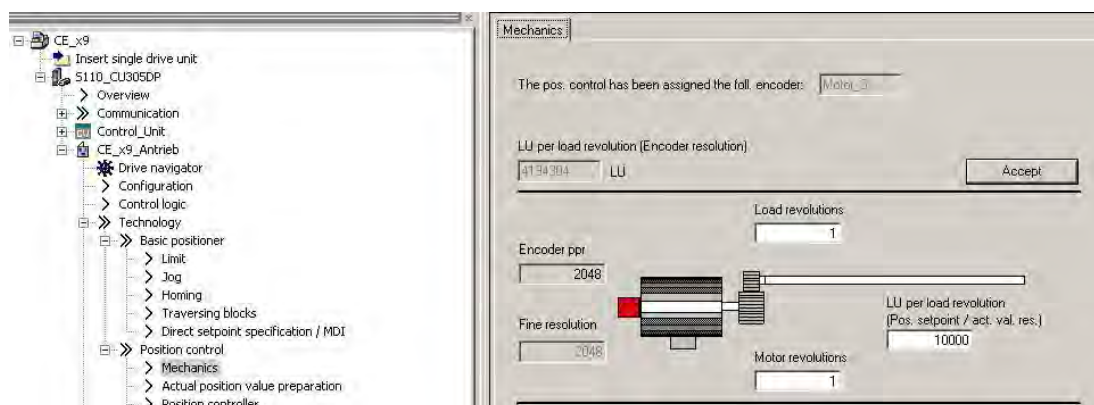 CE_x9
Insert single drive unit
S110_CU305DP
Overview
Communication
Control_Unit
CE_x9_Antrieb
Drive navigator
Configuration
Control logic
Technology
Basic positioner
Limit
Jog
Homing
Traversing blocks
Direct setpoint specification / MDI
Position control
Mechanics
Actual position value preparation
Position controller
Mechanics
The pos. control has been assigned the foll. encoder:
LU per load revolution (Encoder resolution)
4194304 LU
Accept
Load revolutions
1
Encoder ppr
2048
Fine resolution
2048
LU per load revolution
(Pos. setpoint / act. val. res.)
10000
Motor revolutions
1